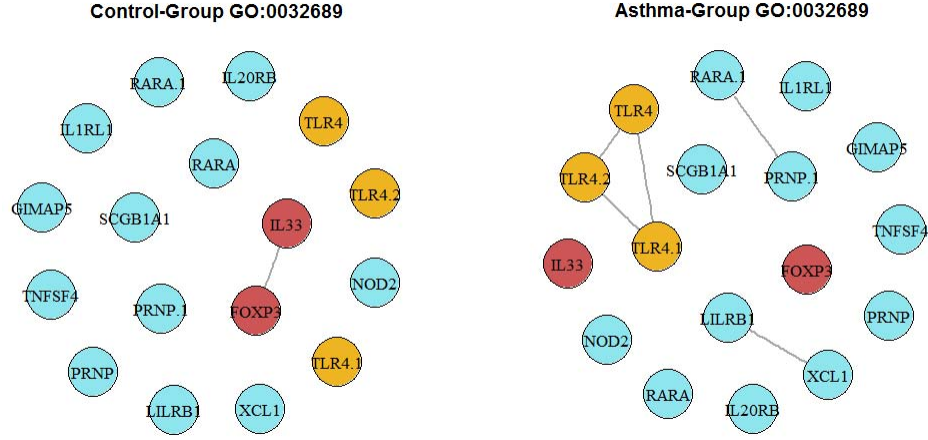 Control-Group GO:0032689
IL20RB
RARA.1
TLR4
IL1RL1
RARA
TLR4.2
GIMAP5
SCGB1A1
IL33
NOD2
TNFSF4
PRNP.1
FOXP3
TLR4.1
PRNP
LILRB1
XCL1
Asthma-Group GO:0032689
RARA.1
IL1RL1
TLR4
GIMAP5
SCGB1A1
TLR4.2
PRNP.1
TNFSF4
TLR4.1
IL33
FOXP3
PRNP
LILRB1
NOD2
XCL1
RARA
IL20RB